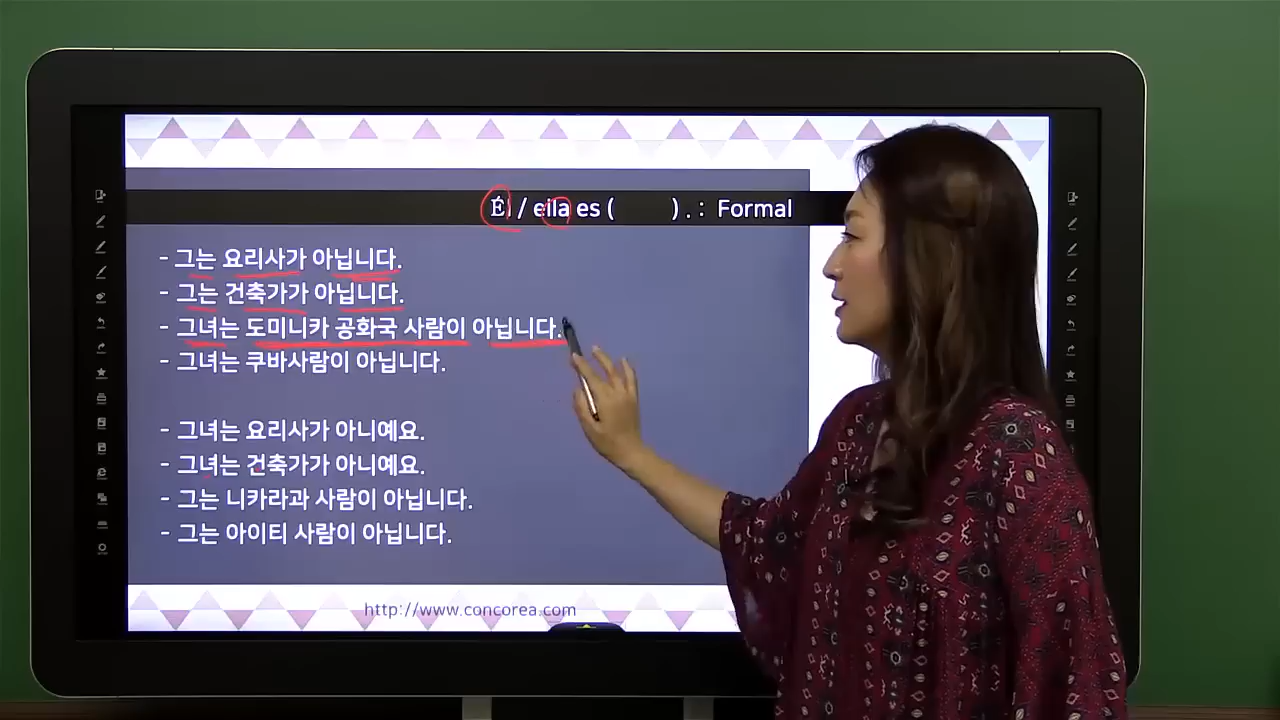 Él / eila es ( ) . : Formal
- 그는 요리사가 아닙니다.
- 그는 건축가가 아닙니다.
- 그녀는 도미니카 공화국 사람이 아닙니다.
- 그녀는 쿠바사람이 아닙니다.
- 그녀는 요리사가 아니예요.
- 그녀는 건축가가 아니예요.
- 그는 니카라과 사람이 아닙니다.
- 그는 아이티 사람이 아닙니다.
http://www.concorea.com